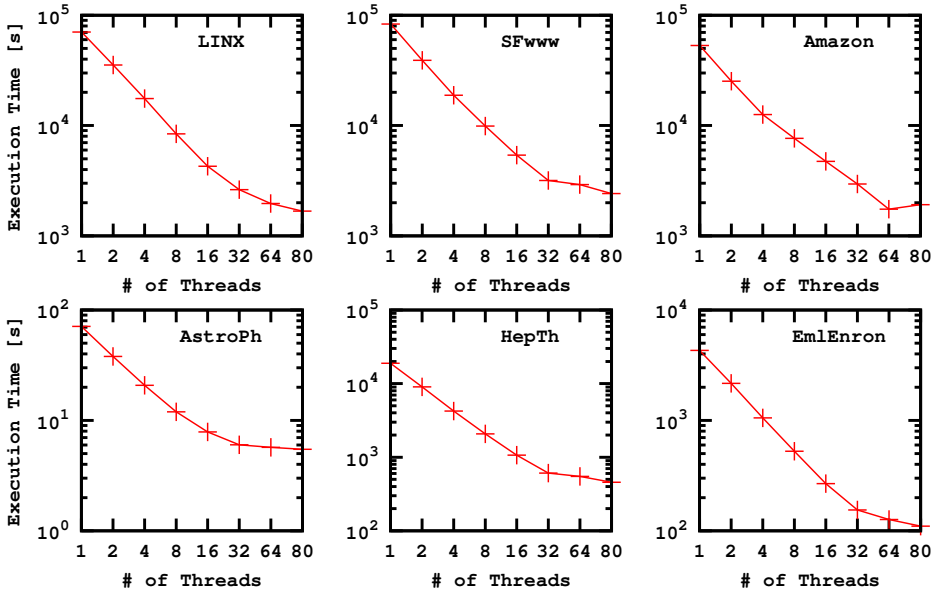 Execution Time [s]
10^5
10^4
10^3
LINX
1 2 4 8 16 32 64 80
# of Threads
10^5
10^4
10^3
SFwww
1 2 4 8 16 32 64 80
# of Threads
10^5
10^4
10^3
Amazon
1 2 4 8 16 32 64 80
# of Threads
Execution Time [s]
10^2
10^1
10^0
AstroPh
1 2 4 8 16 32 64 80
# of Threads
10^5
10^4
10^3
10^2
HepTh
1 2 4 8 16 32 64 80
# of Threads
10^4
10^3
10^2
EmlEnron
1 2 4 8 16 32 64 80
# of Threads